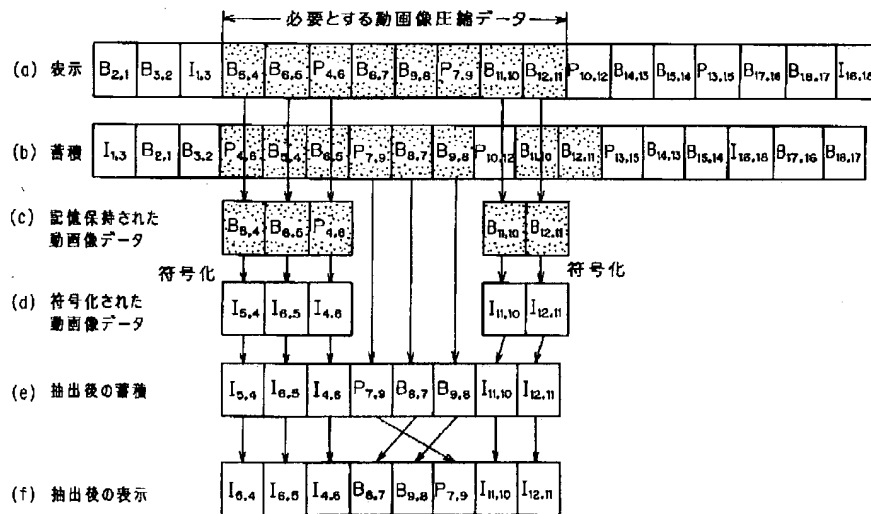 必要とする動画像圧縮データ
(a) 表示 B2,1 B3,2 I1,3 B5,4 B6,5 P4,6 B6,7 B9,8 P7,9 B11,10 B12,11 P10,12 B14,13 B15,14 P13,15 B17,16 B18,17 I16,18
(b) 蓄積 I1,3 B2,1 B3,2 P4,6 B5,4 B6,5 P7,9 B8,7 B9,8 P10,12 B11,10 B12,11 P13,15 B14,13 B15,14 I16,18 B17,16 B18,17
(c) 記憶保持された
動画像データ
B5,4 B6,5 P4,6 B11,10 B12,11
符号化 符号化
(d) 符号化された
動画像データ
I5,4 I6,5 I4,6 I11,10 I12,11
(e) 抽出後の蓄積 I5,4 I6,5 I4,6 P7,9 B8,7 B9,8 I11,10 I12,11
(f) 抽出後の表示 I5,4 I6,5 I4,6 B8,7 B9,8 P7,9 I11,10 I12,11